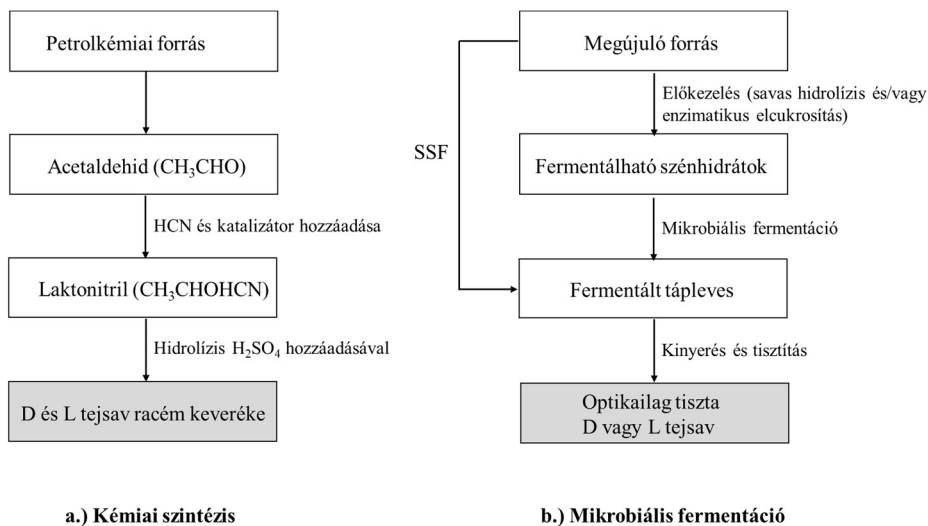 Petrolkémiai forrás
Acetaldehid (CH₃CHO)
HCN és katalizátor hozzáadása
Laktonitril (CH₃CHOHCN)
Hidrolízis H₂SO₄ hozzáadásával
D és L tejsav racém keveréke
a.) Kémiai szintézis
Megújuló forrás
Előkezelés (savas hidrolízis és/vagy
enzimatikus elcukrosítás)
SSF
Fermentálható szénhidrátok
Mikrobiális fermentáció
Fermentált tápleves
Kinyerés és tisztítás
Optikailag tiszta
D vagy L tejsav
b.) Mikrobiális fermentáció